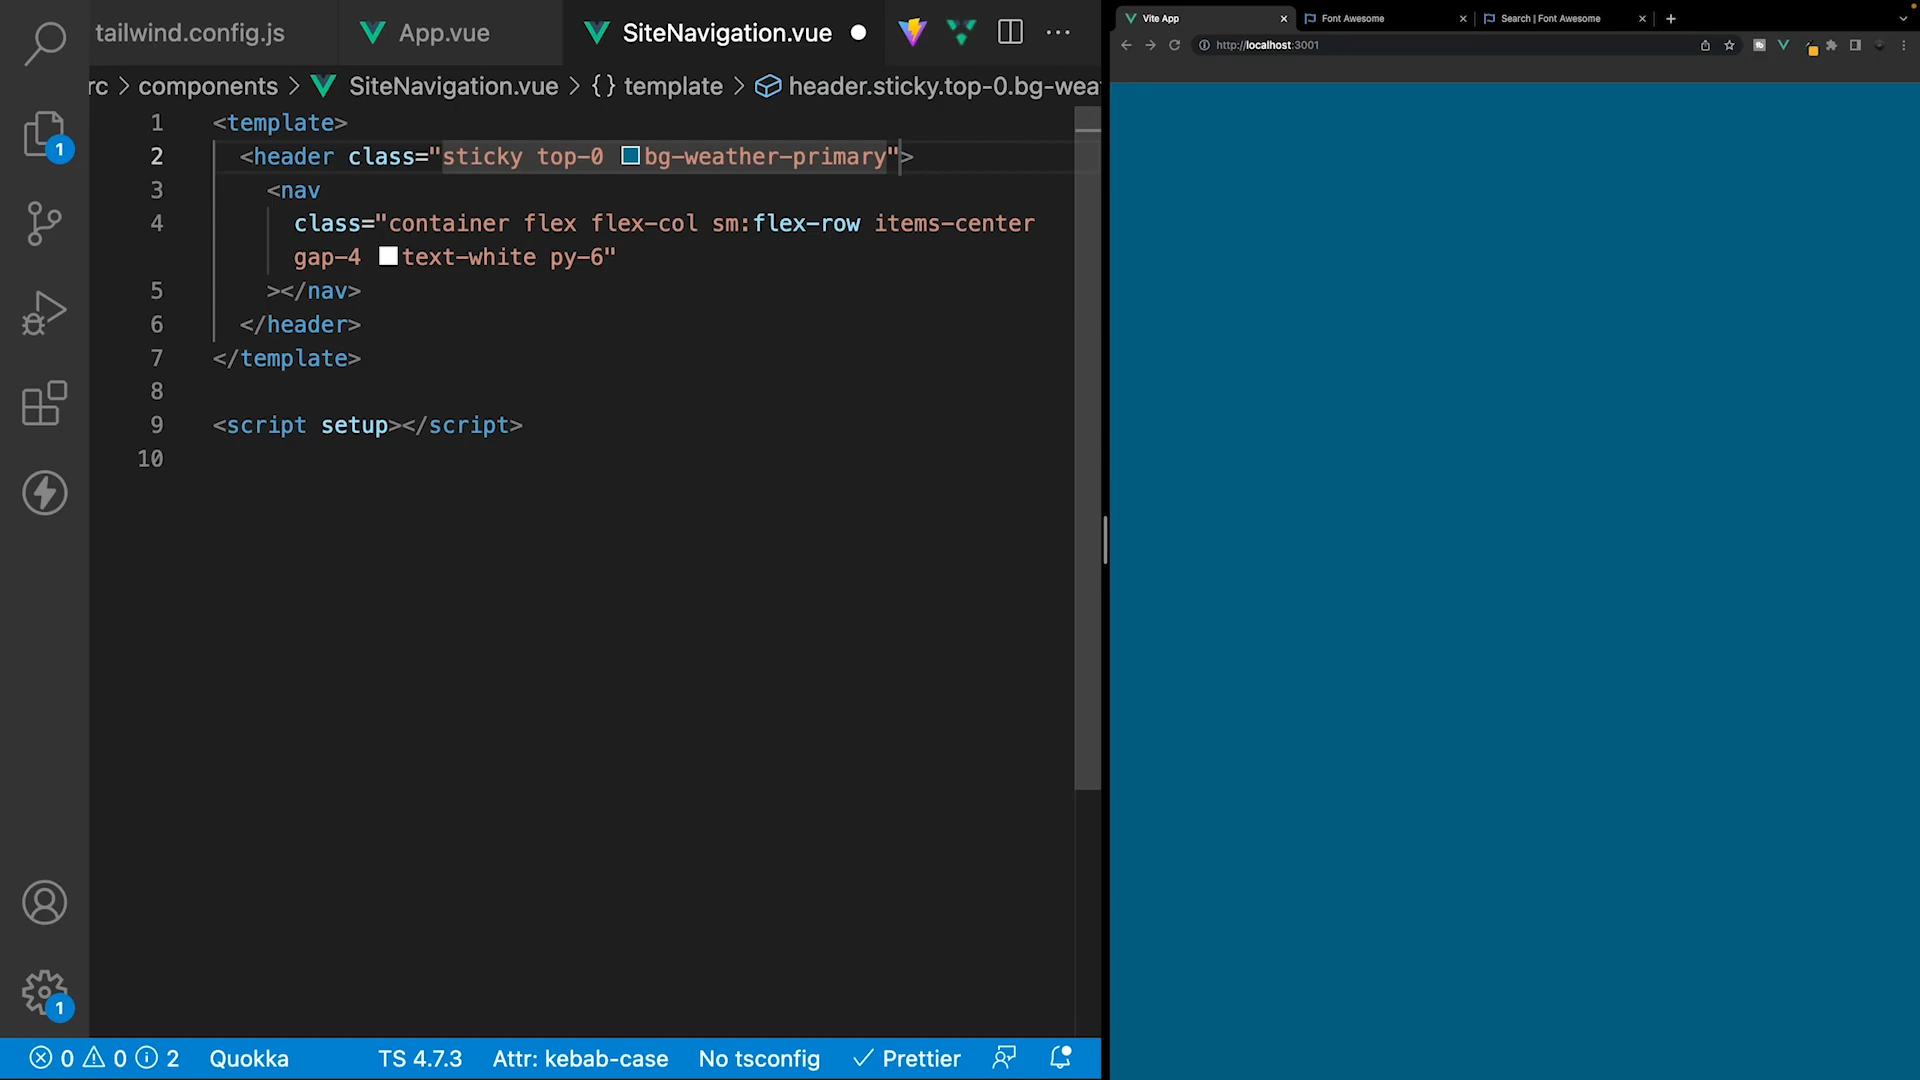 tailwind.config.js
App.vue
SiteNavigation.vue
rc > components > SiteNavigation.vue > {} template > header.sticky.top-0.bg-wea
1 <template>
2 <header class="sticky top-0 bg-weather-primary">
3 <nav
4 class="container flex flex-col sm:flex-row items-center
gap-4 text-white py-6"
5 ></nav>
6 </header>
7 </template>
8
9 <script setup></script>
10
1
1
0 0 2 Quokka TS 4.7.3 Attr: kebab-case No tsconfig Prettier
Vite App
Font Awesome
Search | Font Awesome
http://localhost:3001